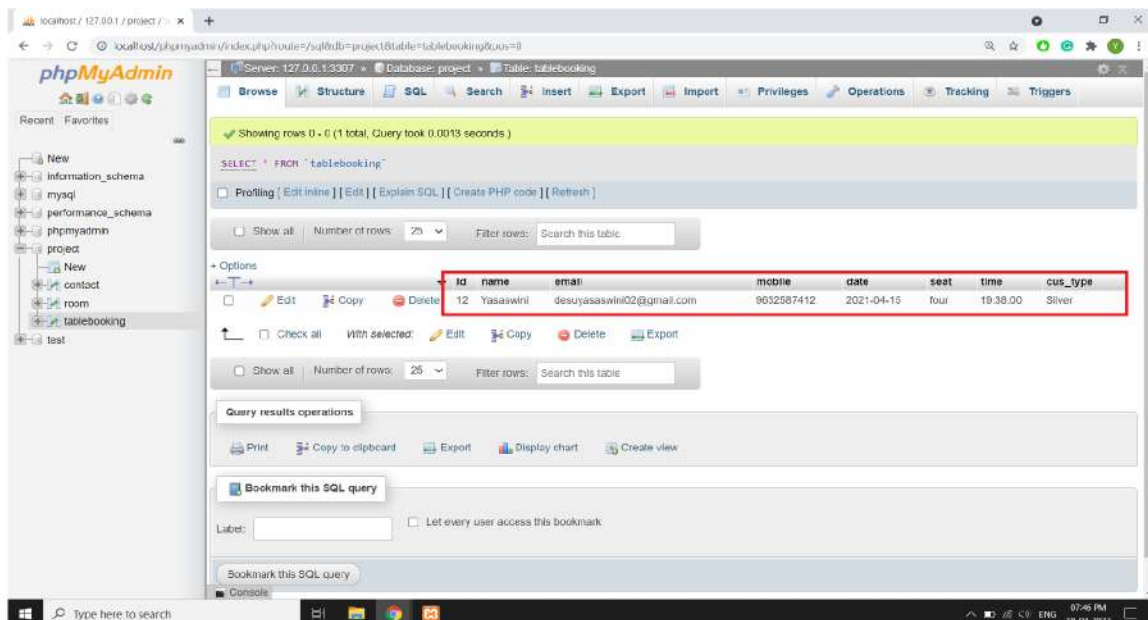 localhost / 127.0.0.1 / project /
localhost/phpmyadmin/index.php?route=/sql&db=project&table=tablebooking&pos=0
phpMyAdmin
Recent Favorites
New
information_schema
mysql
performance_schema
phpmyadmin
project
New
contact
room
tablebooking
test
Server: 127.0.0.1:3307 » Database: project » Table: tablebooking
Browse Structure SQL Search Insert Export Import Privileges Operations Tracking Triggers
Showing rows 0 - 0 (1 total, Query took 0.0013 seconds.)
SELECT * FROM `tablebooking`
Profiling [ Edit inline ] [ Edit ] [ Explain SQL ] [ Create PHP code ] [ Refresh ]
Show all Number of rows: 25 Filter rows: Search this table
+ Options
id name email mobile date seat time cus_type
Edit Copy Delete 12 Yasaswini desuyasaswini02@gmail.com 9632587412 2021-04-15 four 19:38:00 Silver
Check all With selected: Edit Copy Delete Export
Show all Number of rows: 25 Filter rows: Search this table
Query results operations
Print Copy to clipboard Export Display chart Create view
Bookmark this SQL query
Label: Let every user access this bookmark
Bookmark this SQL query
Console
Type here to search
ENG 07:46 PM